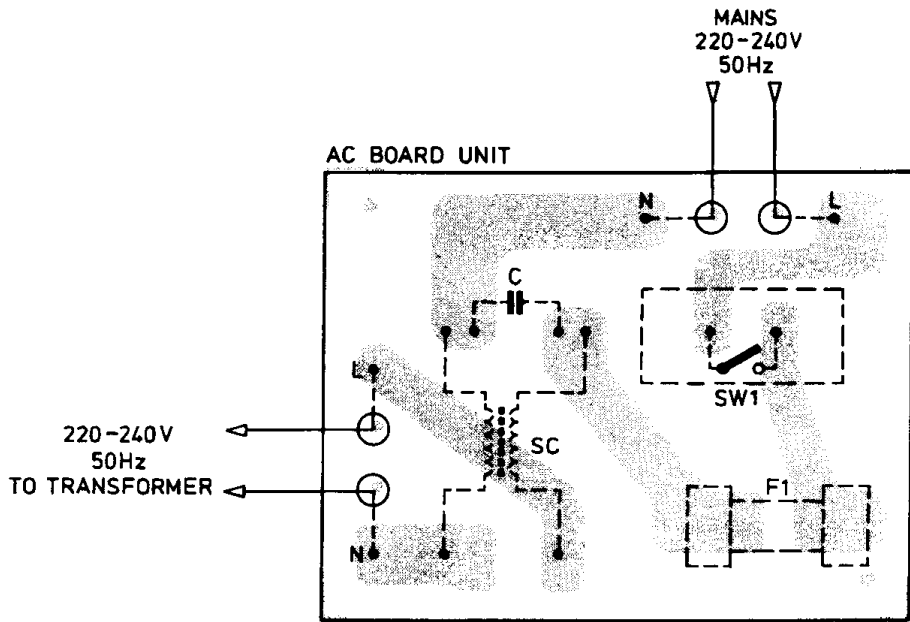 MAINS
220-240V
50Hz
AC BOARD UNIT
N
L
C
L
SW1
220-240V
50Hz
TO TRANSFORMER
SC
F1
N